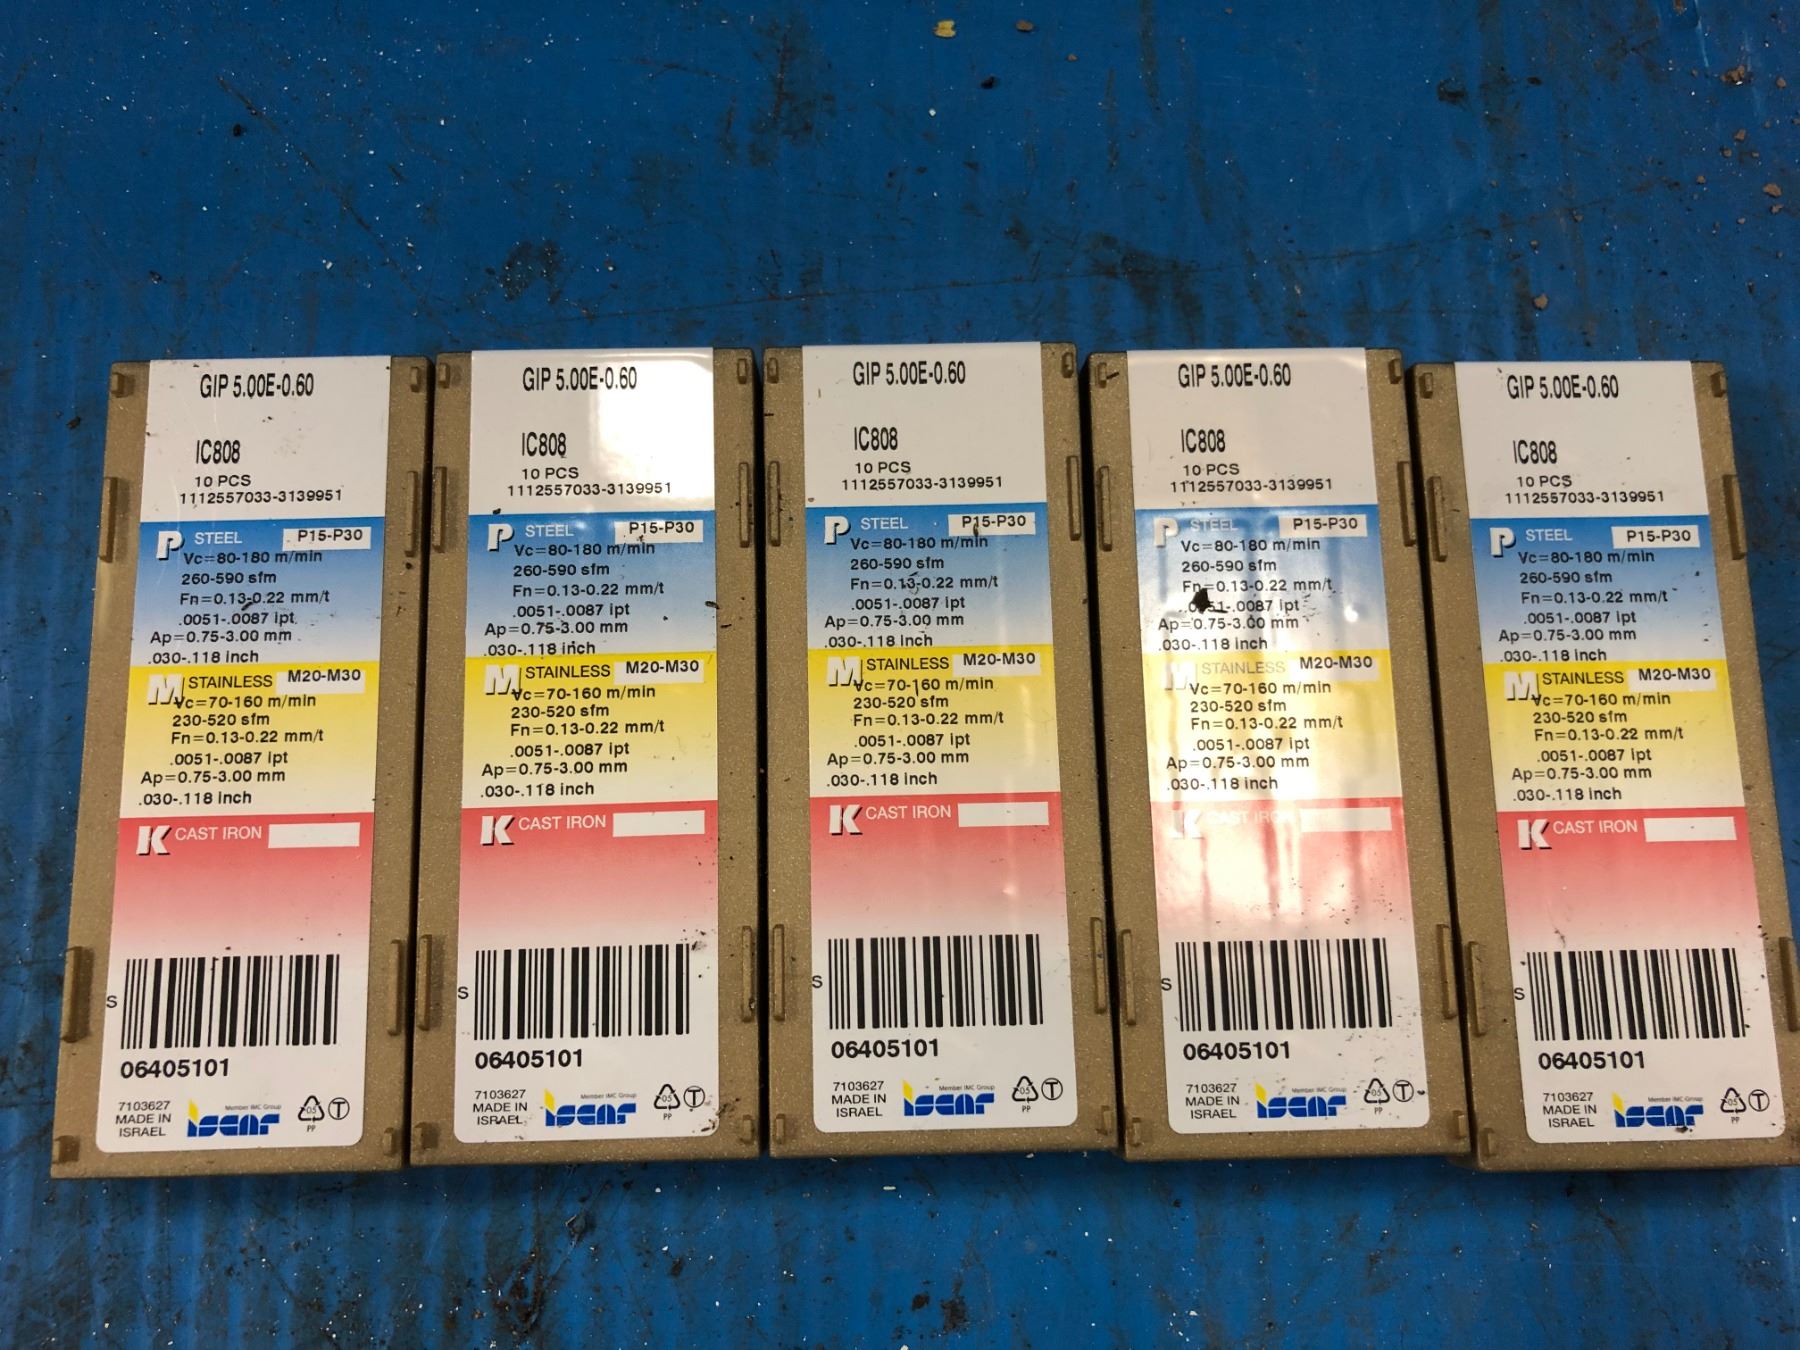 GIP 5.00E-0.60
IC808
10 PCS
1112557033-3139951
P STEEL P15-P30
Vc=80-180 m/min
260-590 sfm
Fn=0.13-0.22 mm/t
.0051-.0087 ipt
Ap=0.75-3.00 mm
.030-.118 inch
M STAINLESS M20-M30
Vc=70-160 m/min
230-520 sfm
Fn=0.13-0.22 mm/t
.0051-.0087 ipt
Ap=0.75-3.00 mm
.030-.118 inch
K CAST IRON
S
06405101
7103627
MADE IN
ISRAEL
Member IMC Group
iscar
05
PP
T
GIP 5.00E-0.60
IC808
10 PCS
1112557033-3139951
P STEEL P15-P30
Vc=80-180 m/min
260-590 sfm
Fn=0.13-0.22 mm/t
.0051-.0087 ipt
Ap=0.75-3.00 mm
.030-.118 inch
M STAINLESS M20-M30
Vc=70-160 m/min
230-520 sfm
Fn=0.13-0.22 mm/t
.0051-.0087 ipt
Ap=0.75-3.00 mm
.030-.118 inch
K CAST IRON
S
06405101
7103627
MADE IN
ISRAEL
Member IMC Group
iscar
05
PP
T
GIP 5.00E-0.60
IC808
10 PCS
1112557033-3139951
P STEEL P15-P30
Vc=80-180 m/min
260-590 sfm
Fn=0.13-0.22 mm/t
.0051-.0087 ipt
Ap=0.75-3.00 mm
.030-.118 inch
M STAINLESS M20-M30
Vc=70-160 m/min
230-520 sfm
Fn=0.13-0.22 mm/t
.0051-.0087 ipt
Ap=0.75-3.00 mm
.030-.118 inch
K CAST IRON
S
06405101
7103627
MADE IN
ISRAEL
Member IMC Group
iscar
05
PP
T
GIP 5.00E-0.60
IC808
10 PCS
1112557033-3139951
P STEEL P15-P30
Vc=80-180 m/min
260-590 sfm
Fn=0.13-0.22 mm/t
.0051-.0087 ipt
Ap=0.75-3.00 mm
.030-.118 inch
M STAINLESS M20-M30
Vc=70-160 m/min
230-520 sfm
Fn=0.13-0.22 mm/t
.0051-.0087 ipt
Ap=0.75-3.00 mm
.030-.118 inch
K CAST IRON
S
06405101
7103627
MADE IN
ISRAEL
Member IMC Group
iscar
05
PP
T
GIP 5.00E-0.60
IC808
10 PCS
1112557033-3139951
P STEEL P15-P30
Vc=80-180 m/min
260-590 sfm
Fn=0.13-0.22 mm/t
.0051-.0087 ipt
Ap=0.75-3.00 mm
.030-.118 inch
M STAINLESS M20-M30
Vc=70-160 m/min
230-520 sfm
Fn=0.13-0.22 mm/t
.0051-.0087 ipt
Ap=0.75-3.00 mm
.030-.118 inch
K CAST IRON
S
06405101
7103627
MADE IN
ISRAEL
Member IMC Group
iscar
05
PP
T